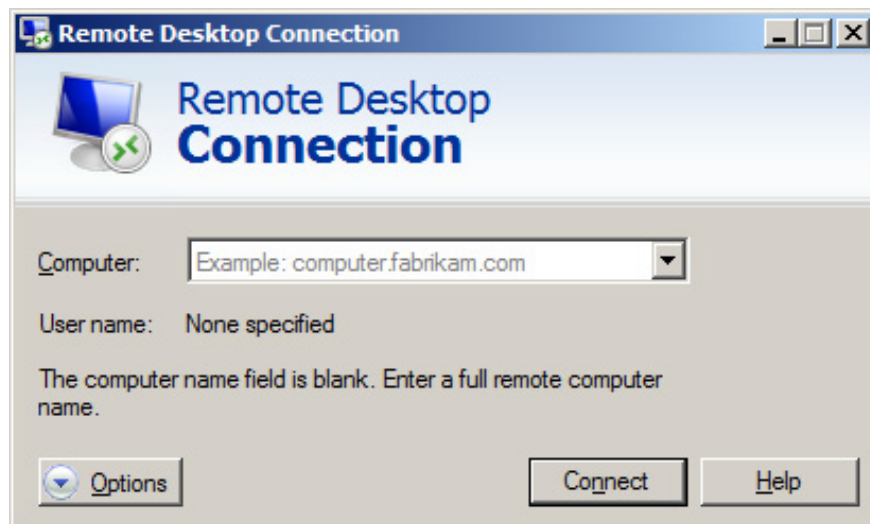 Remote Desktop Connection
Remote Desktop
Connection
Computer: Example: computer.fabrikam.com
User name: None specified
The computer name field is blank. Enter a full remote computer
name.
Options Connect Help